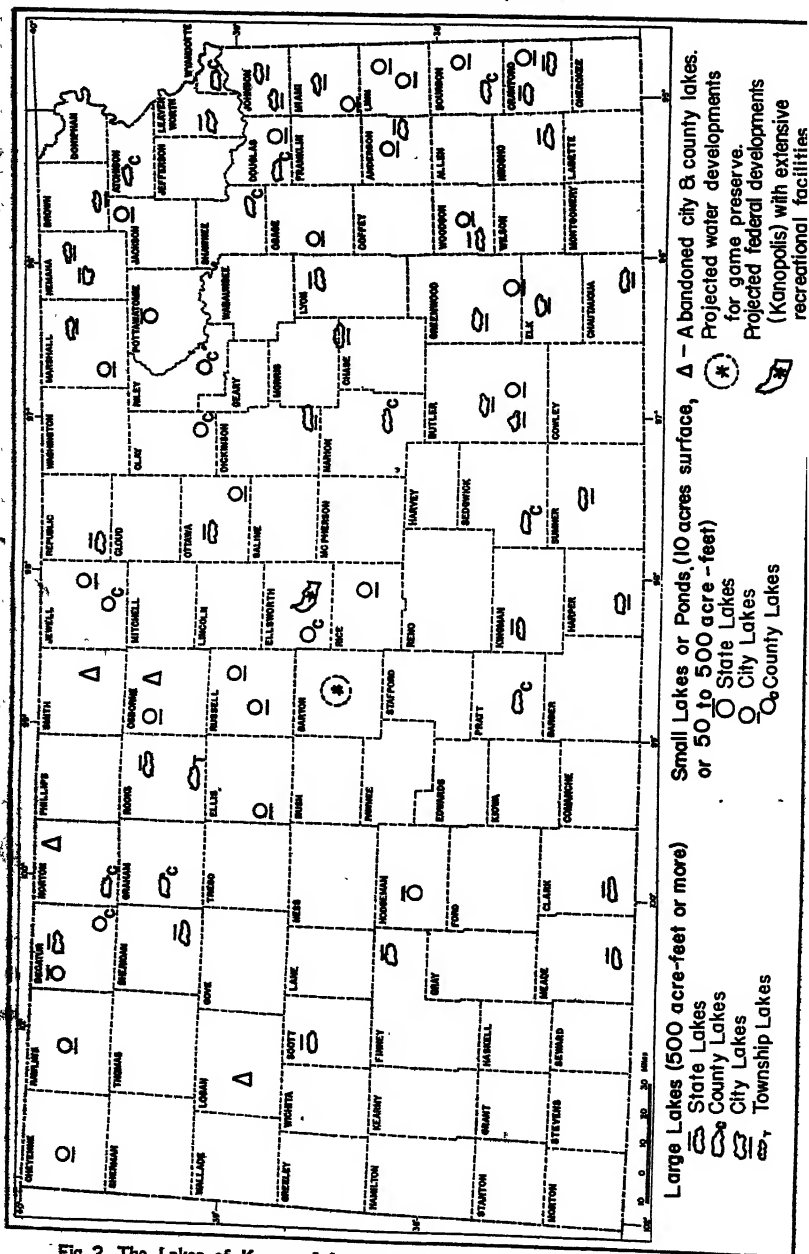 CHEYENNE
RAWLINS
DECATUR
NORTON
PHILLIPS
SMITH
JEWELL
REPUBLIC
WASHINGTON
MARSHALL
NEMAHA
BROWN
DONIPHAN
SHERMAN
THOMAS
SHERIDAN
GRAHAM
ROOKS
OSBORNE
MITCHELL
CLOUD
CLAY
RILEY
POTTAWATOMIE
JACKSON
ATCHISON
JEFFERSON
LEAVEN
WORTH
WYANDOTTE
WALLACE
LOGAN
GOVE
TREGO
ELLIS
RUSSELL
LINCOLN
OTTAWA
DICKINSON
GEARY
WABAUNSEE
SHAWNEE
DOUGLAS
JOHNSON
GREELEY
WICHITA
SCOTT
LANE
NESS
RUSH
BARTON
ELLSWORTH
SALINE
MORRIS
OSAGE
FRANKLIN
MIAMI
RICE
MC PHERSON
MARION
CHASE
LYON
COFFEY
ANDERSON
LINN
HAMILTON
KEARNY
FINNEY
HODGEMAN
PAWNEE
STAFFORD
RENO
HARVEY
BUTLER
GREENWOOD
WOODSON
ALLEN
BOURBON
GRAY
FORD
EDWARDS
PRATT
KINGMAN
SEDGWICK
ELK
WILSON
NEOSHO
CRAWFORD
STANTON
GRANT
HASKELL
KIOWA
MORTON
STEVENS
SEWARD
MEADE
CLARK
COMANCHE
BARBER
HARPER
SUMNER
COWLEY
CHAUTAUQUA
MONTGOMERY
LABETTE
CHEROKEE
10 0 10 20 30 Miles
Large Lakes (500 acre-feet or more)
State Lakes
C County Lakes
City Lakes
T Township Lakes
Small Lakes or Ponds, (10 acres surface,
or 50 to 500 acre-feet)
State Lakes
City Lakes
C County Lakes
Δ – Abandoned city & county lakes.
Projected water developments
for game preserve.
Projected federal developments
(Kanopolis) with extensive
recreational facilities